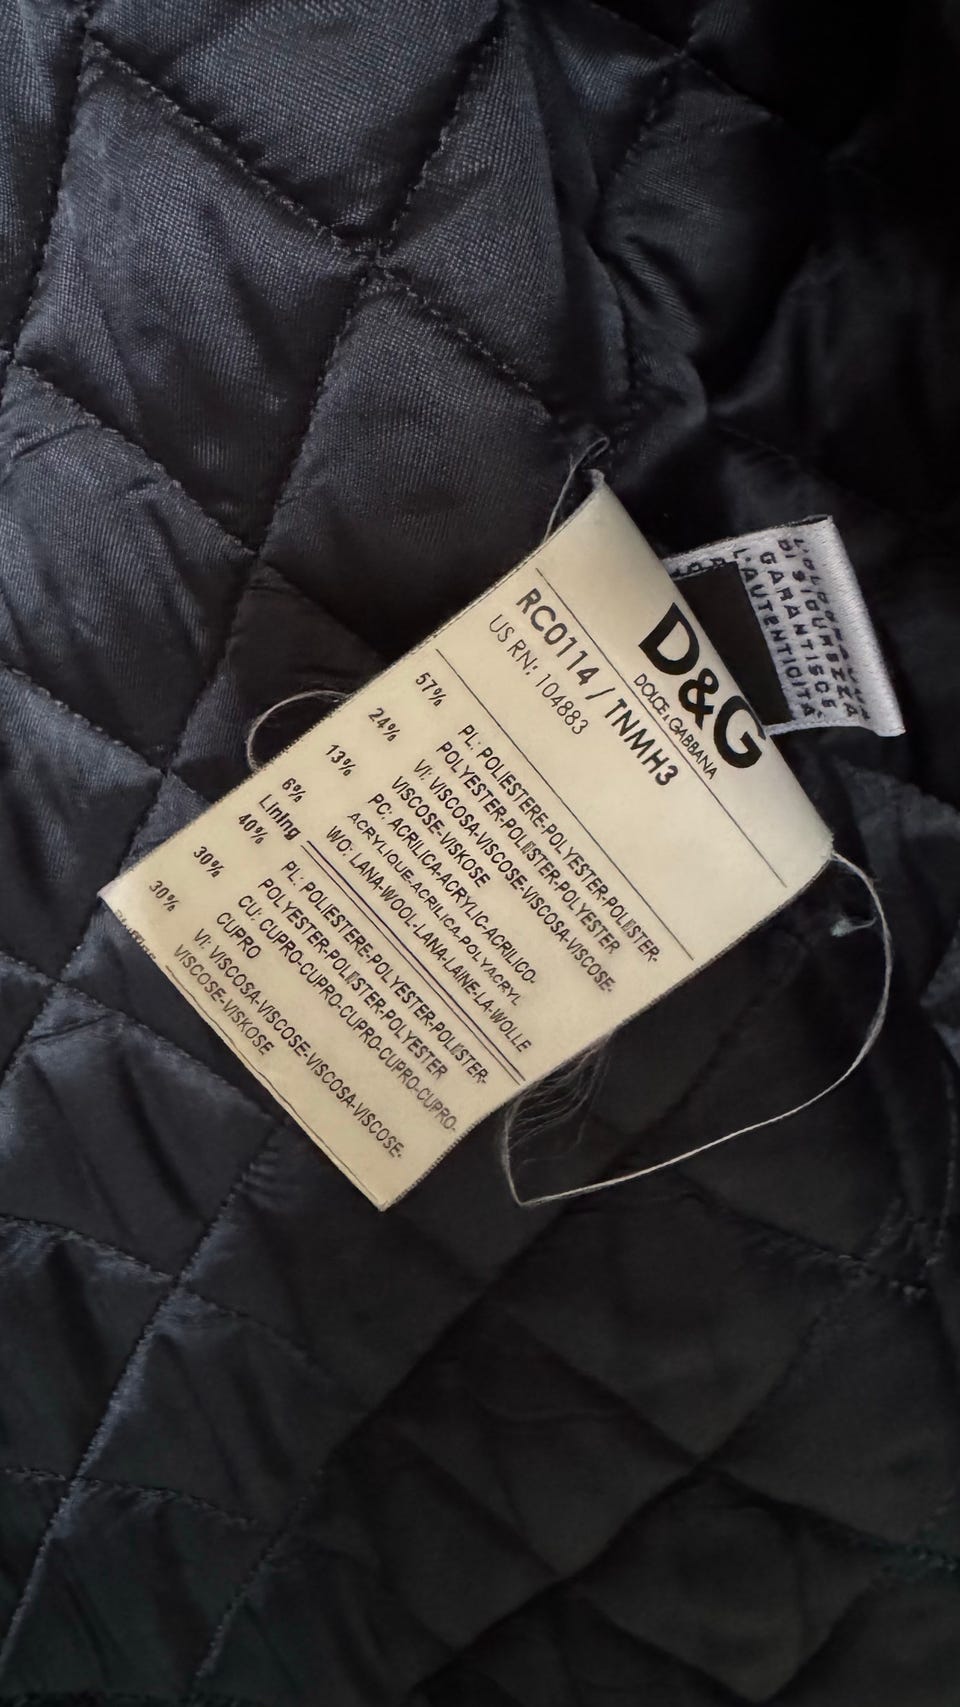 D&G
DOLCE & GABBANA
RC0114 / TNMH3
US RN: 104883
57% PL: POLIESTERE-POLYESTER-POLIESTER-
POLYESTER-POLIESTER-POLYESTER
24% VI: VISCOSA-VISCOSE-VISCOSA-VISCOSE-
VISCOSE-VISKOSE
13% PC: ACRILICA-ACRYLIC-ACRILICO-
ACRYLIQUE-ACRILICA-POLYACRYL
6% WO: LANA-WOOL-LANA-LAINE-LA-WOLLE
Lining
40% PL: POLIESTERE-POLYESTER-POLIESTER-
POLYESTER-POLIESTER-POLYESTER
30% CU: CUPRO-CUPRO-CUPRO-CUPRO-CUPRO-
CUPRO
30% VI: VISCOSA-VISCOSE-VISCOSA-VISCOSE-
VISCOSE-VISKOSE
DI SICUREZZA
GARANTISCE
L'AUTENTICITÀ